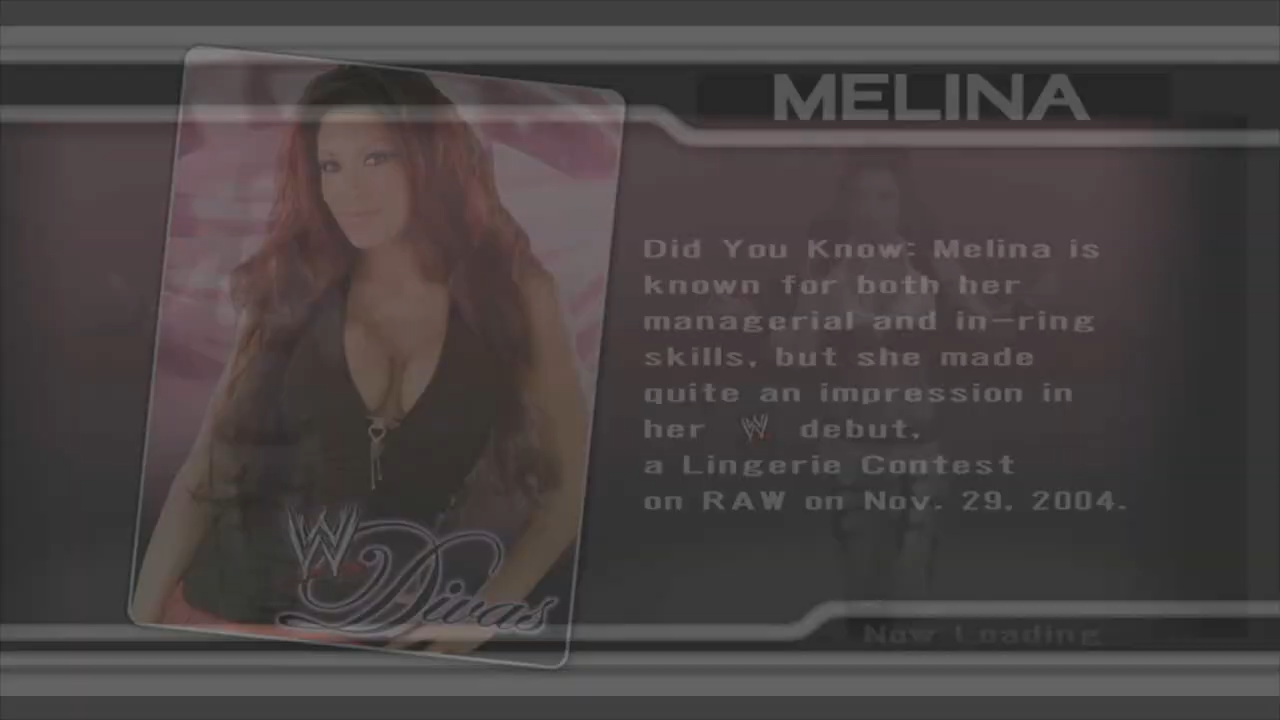 MELINA
Did You Know: Melina is
known for both her
managerial and in-ring
skills, but she made
quite an impression in
her W debut,
a Lingerie Contest
on RAW on Nov. 29, 2004.
W Divas
Now Loading